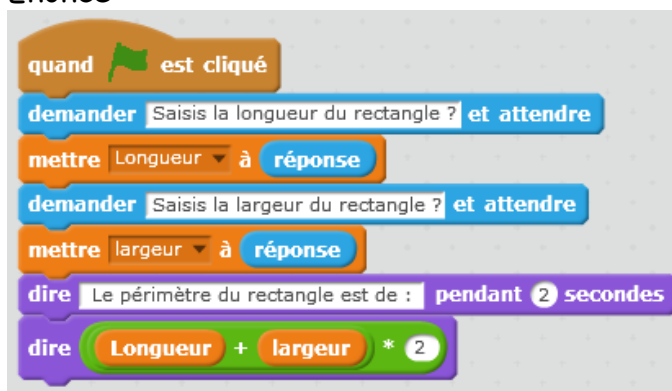 quand est cliqué
demander Saisis la longueur du rectangle ? et attendre
mettre Longueur à réponse
demander Saisis la largeur du rectangle ? et attendre
mettre largeur à réponse
dire Le périmètre du rectangle est de : pendant 2 secondes
dire Longueur + largeur * 2